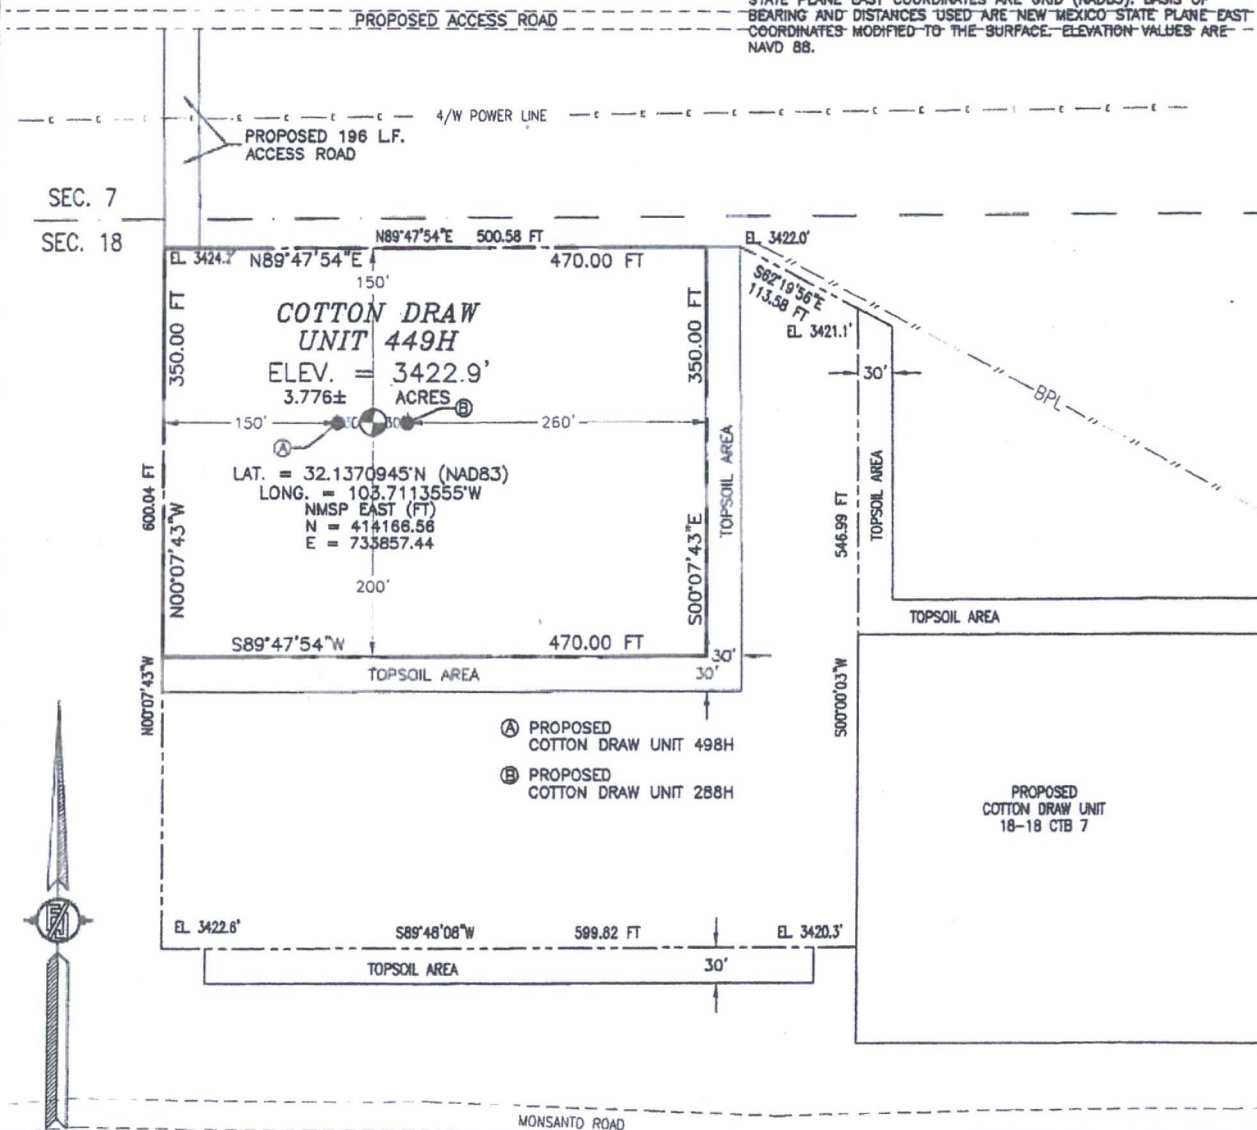 STATE PLANE EAST COORDINATES ARE GRID (NAD83). BASIS OF
BEARING AND DISTANCES USED ARE NEW MEXICO STATE PLANE EAST
COORDINATES MODIFIED TO THE SURFACE. ELEVATION VALUES ARE
NAVD 88.
PROPOSED ACCESS ROAD
4/W POWER LINE
PROPOSED 196 L.F.
ACCESS ROAD
SEC. 7
SEC. 18
N89°47'54"E 500.58 FT
EL 3422.0'
N89°47'54"E 470.00 FT
150'
S62°19'56"E
113.58 FT
350.00 FT
350.00 FT
COTTON DRAW
UNIT 449H
ELEV. = 3422.9'
3.776± ACRES
EL 3421.1'
30'
BPL
150'
260'
Ⓐ
Ⓑ
LAT. = 32.1370945°N (NAD83)
LONG. = 103.7113555°W
NMSP EAST (FT)
N = 414166.56
E = 733857.44
600.04 FT
N00°07'43"W
S00°07'43"E
TOPSOIL AREA
546.99 FT
TOPSOIL AREA
200'
TOPSOIL AREA
S89°47'54"W 470.00 FT
30'
TOPSOIL AREA
30'
N00°07'43"W
S00°00'03"W
Ⓐ PROPOSED
COTTON DRAW UNIT 498H
Ⓑ PROPOSED
COTTON DRAW UNIT 288H
PROPOSED
COTTON DRAW UNIT
18-18 CTB 7
EL 3422.6'
S89°48'08"W 599.82 FT
EL 3420.3'
TOPSOIL AREA
30'
MONSANTO ROAD